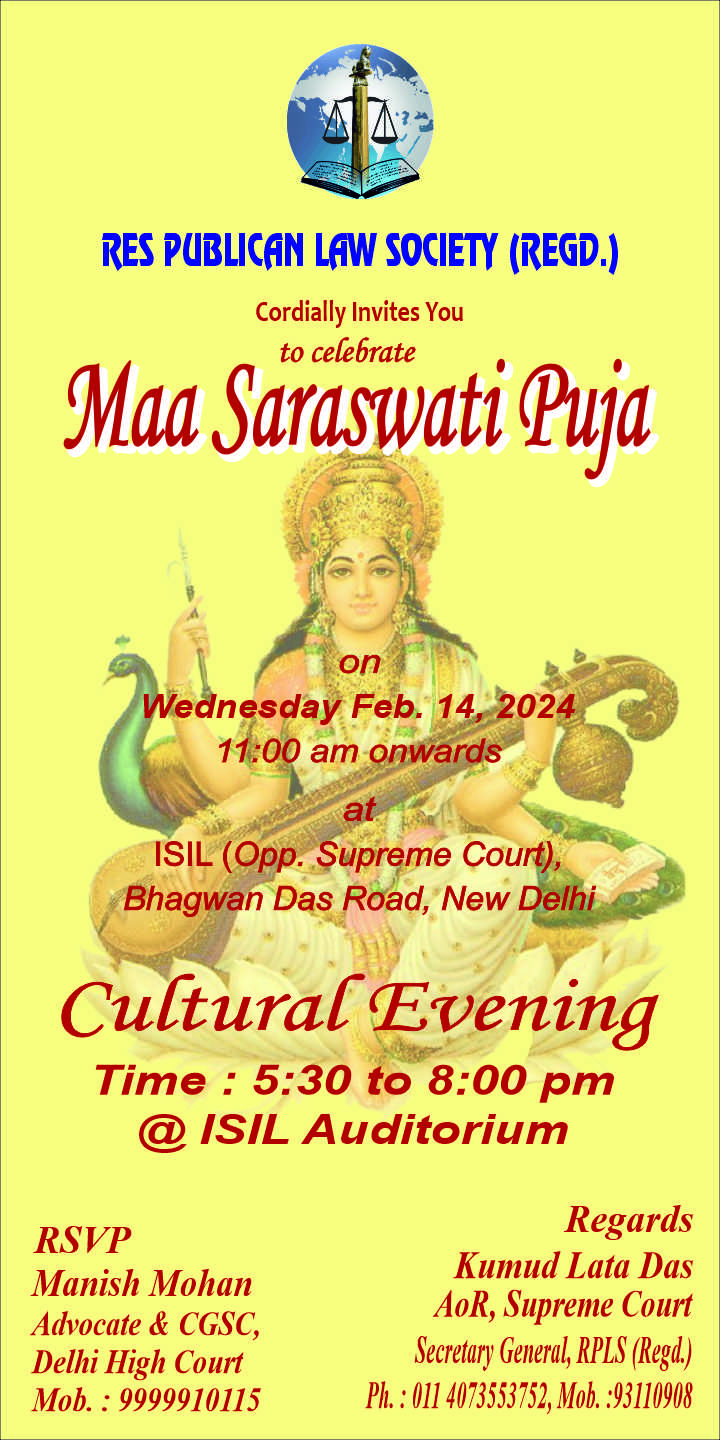 RES PUBLICAN LAW SOCIETY (REGD.)
Cordially Invites You
to celebrate
Maa Saraswati Puja
on
Wednesday Feb. 14, 2024
11:00 am onwards
at
ISIL (Opp. Supreme Court),
Bhagwan Das Road, New Delhi
Cultural Evening
Time : 5:30 to 8:00 pm
@ ISIL Auditorium
RSVP
Manish Mohan
Advocate & CGSC,
Delhi High Court
Mob. : 9999910115
Regards
Kumud Lata Das
AoR, Supreme Court
Secretary General, RPLS (Regd.)
Ph. : 011 4073553752, Mob. :93110908